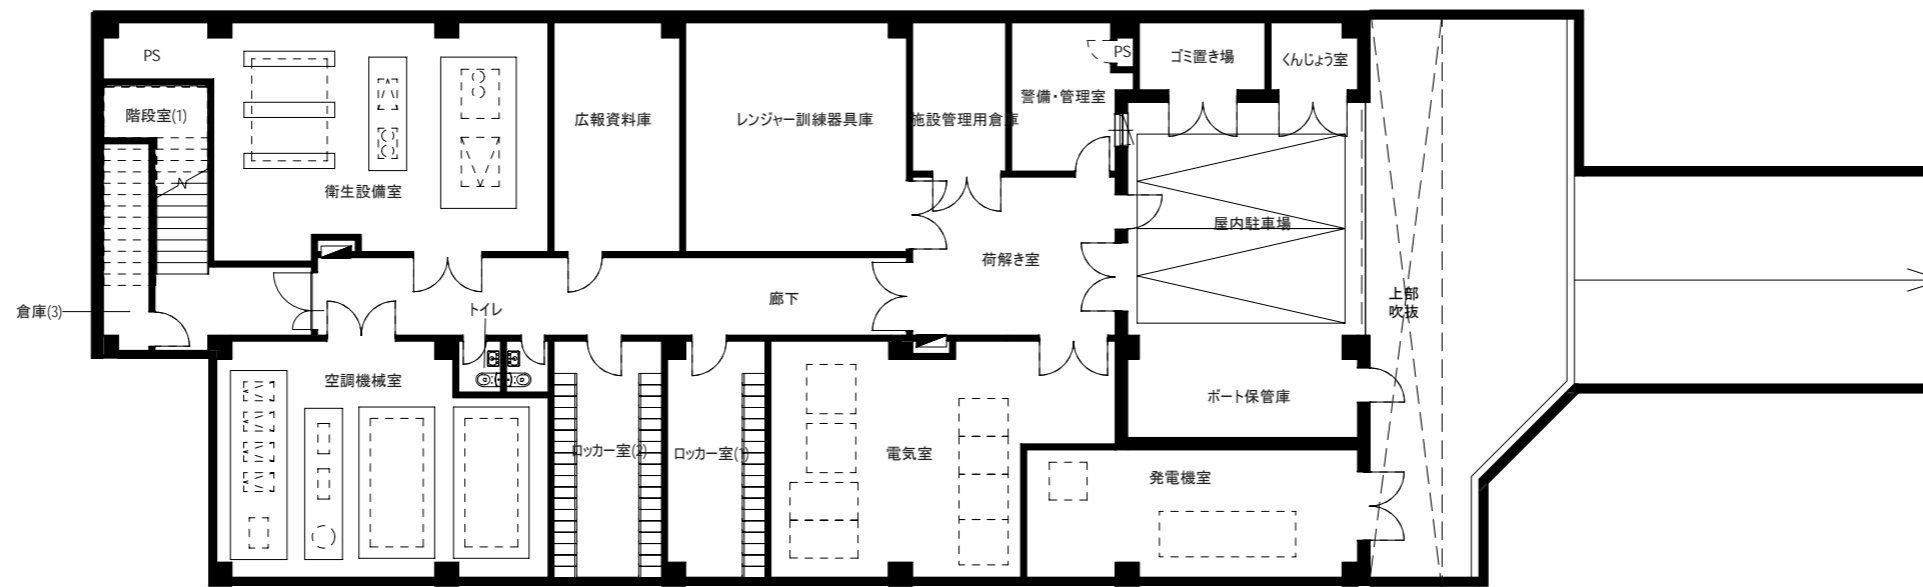 PS
階段室(1)
衛生設備室
広報資料庫
レンジャー訓練器具庫
施設管理用倉庫
警備・管理室
PS
ゴミ置き場
くんじょう室
屋内駐車場
荷解き室
上部
吹抜
倉庫(3)
トイレ
廊下
空調機械室
ロッカー室(2)
ロッカー室(1)
電気室
ボート保管庫
発電機室